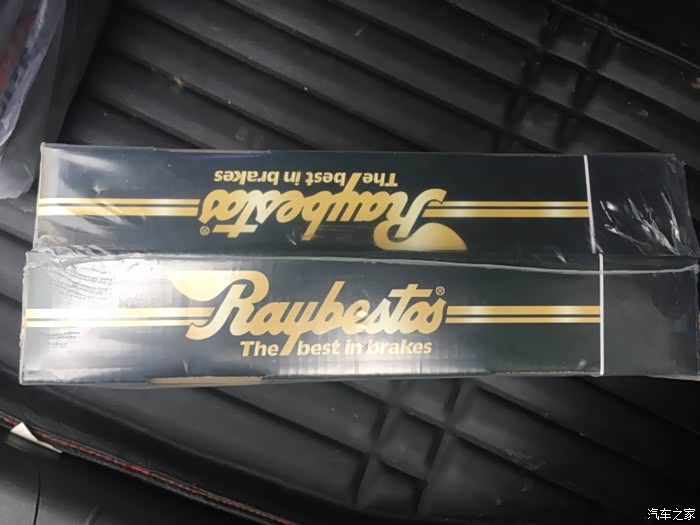 The best in brakes
Raybestos®
Raybestos®
The best in brakes
汽车之家